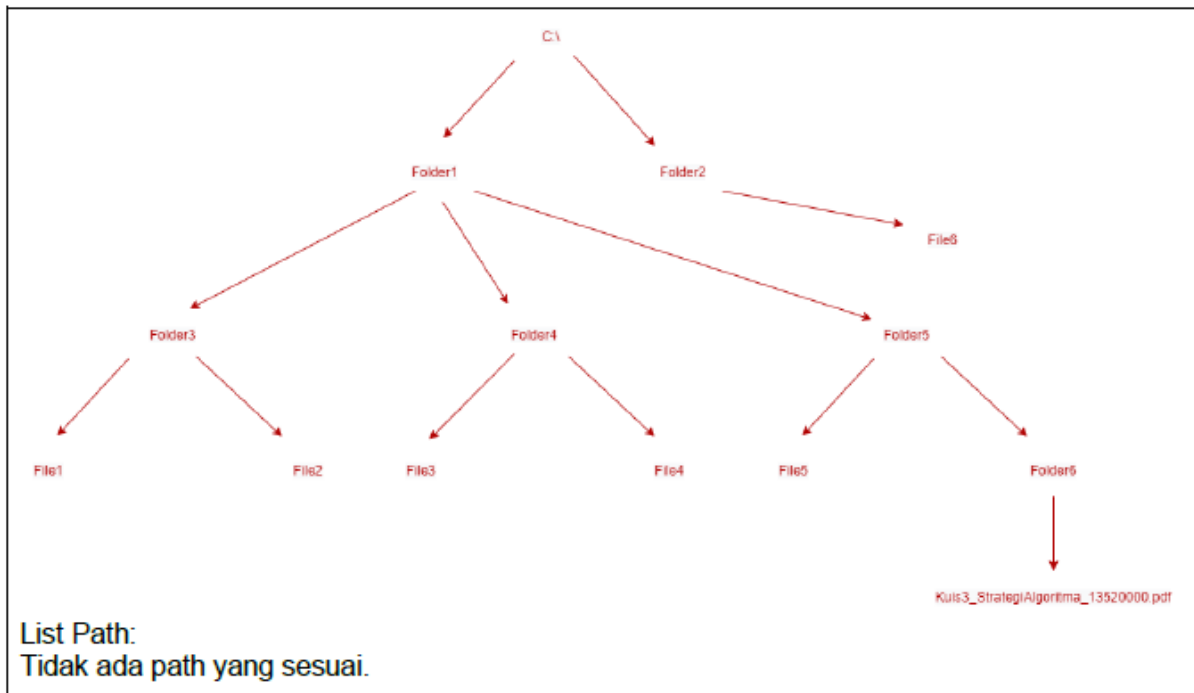 C:\
Folder1 Folder2
File6
Folder3 Folder4 Folder5
File1 File2 File3 File4 File5 Folder6
Kuis3_StrategiAlgoritma_13520000.pdf
List Path:
Tidak ada path yang sesuai.